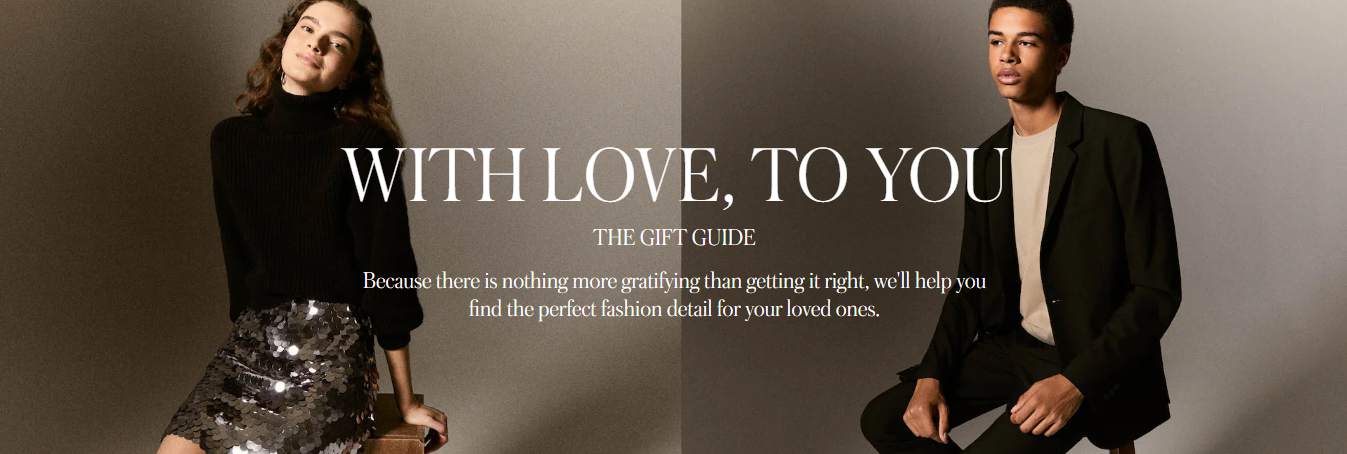 WITH LOVE, TO YOU
THE GIFT GUIDE
Because there is nothing more gratifying than getting it right, we'll help you
find the perfect fashion detail for your loved ones.